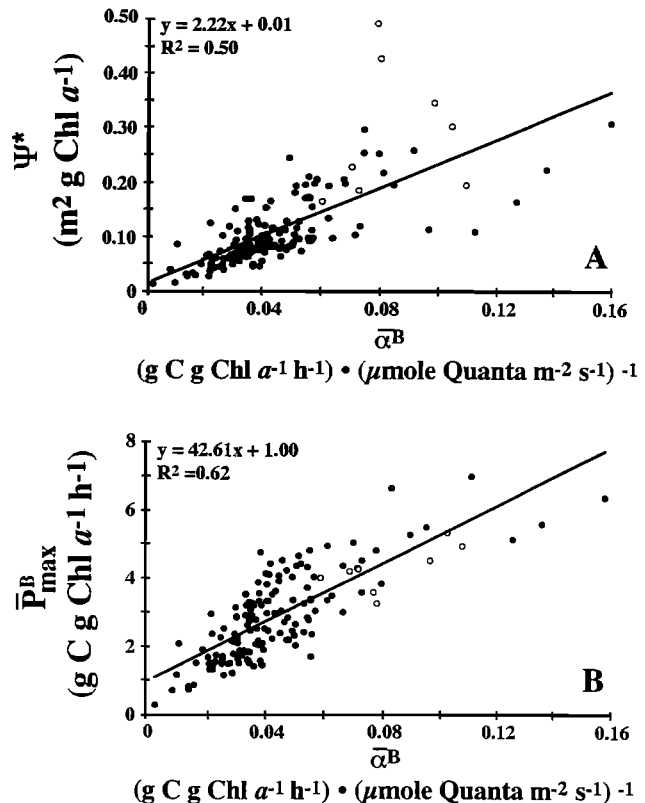 y = 2.22x + 0.01
R² = 0.50
Ψ*
(m² g Chl a⁻¹)
0.50
0.40
0.30
0.20
0.10
0
A
0 0.04 0.08 0.12 0.16
ᾱᴮ
(g C g Chl a⁻¹ h⁻¹) • (µmole Quanta m⁻² s⁻¹) ⁻¹
y = 42.61x + 1.00
R² =0.62
P̄ᴮmax
(g C g Chl a⁻¹ h⁻¹)
8
6
4
2
0
B
0.04 0.08 0.12 0.16
ᾱᴮ
(g C g Chl a⁻¹ h⁻¹) • (µmole Quanta m⁻² s⁻¹) ⁻¹